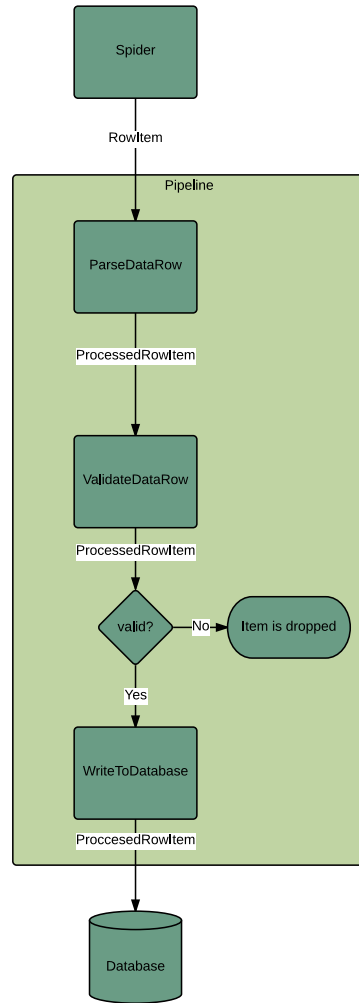 Spider
RowItem
Pipeline
ParseDataRow
ProcessedRowItem
ValidateDataRow
ProcessedRowItem
valid?
No
Item is dropped
Yes
WriteToDatabase
ProccesedRowItem
Database